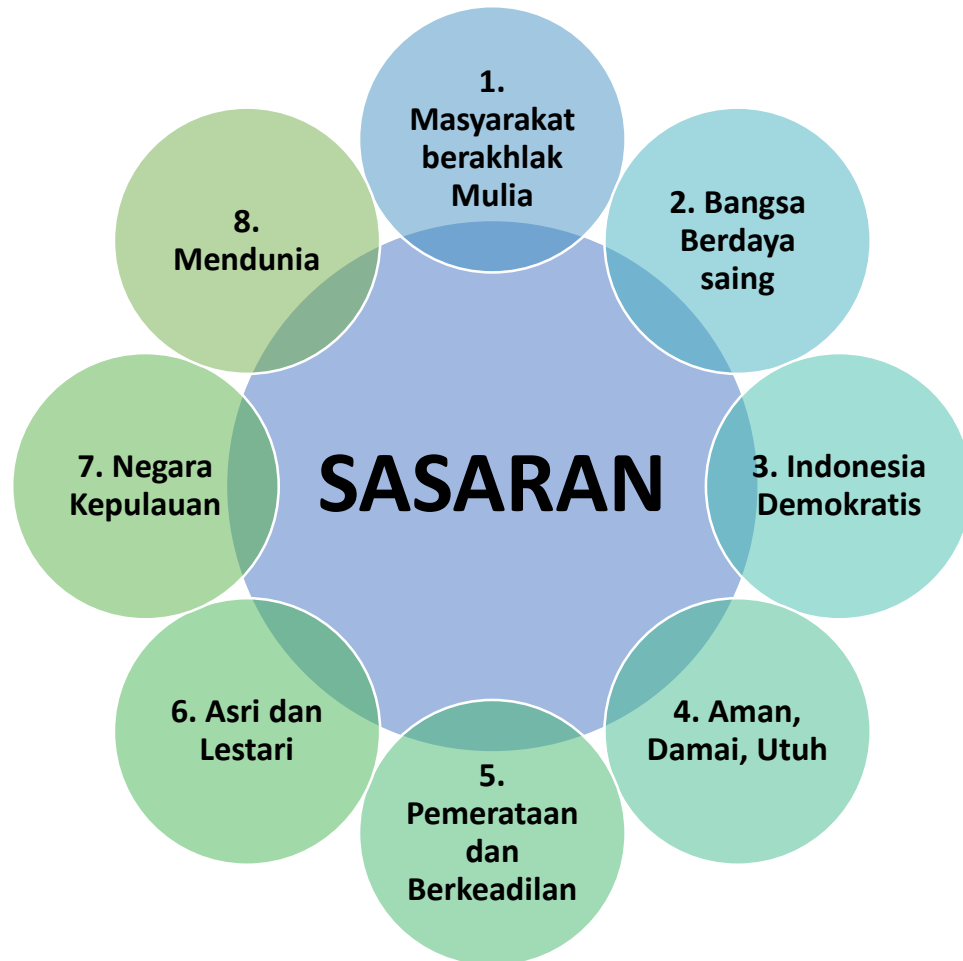 1.
Masyarakat
berakhlak
Mulia
2. Bangsa
Berdaya
saing
3. Indonesia
Demokratis
4. Aman,
Damai, Utuh
5.
Pemerataan
dan
Berkeadilan
6. Asri dan
Lestari
7. Negara
Kepulauan
8.
Mendunia
SASARAN